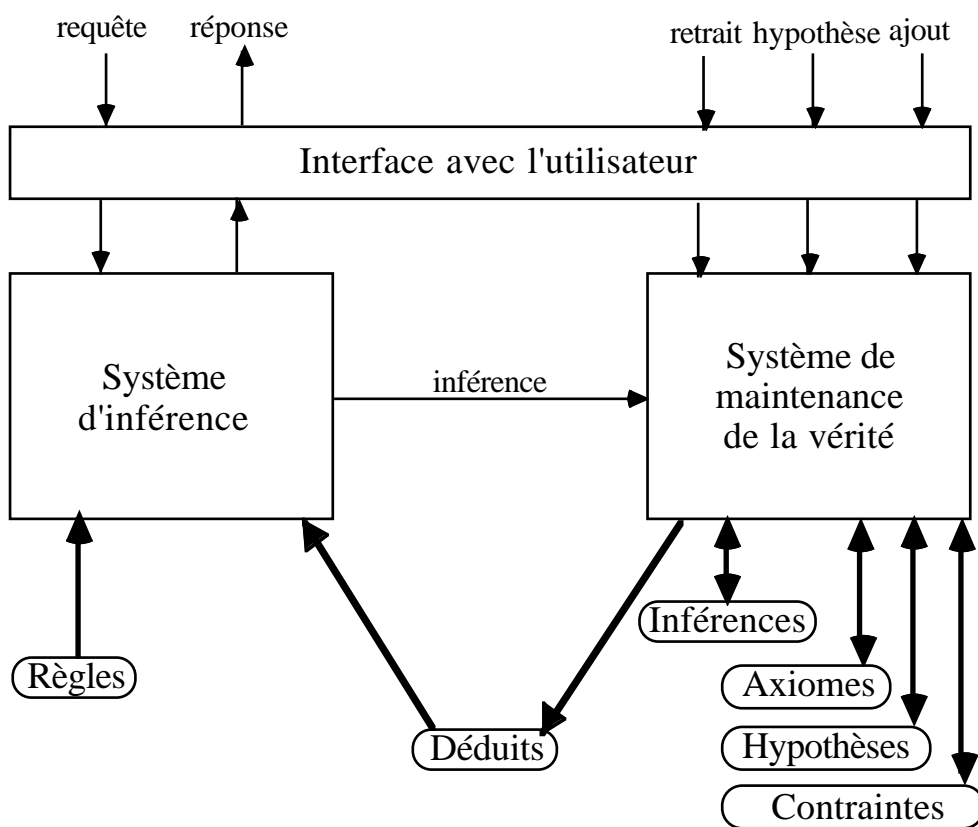 requête réponse retrait hypothèse ajout
Interface avec l'utilisateur
Système
d'inférence
inférence
Système de
maintenance
de la vérité
Inférences
Règles
Axiomes
Déduits
Hypothèses
Contraintes